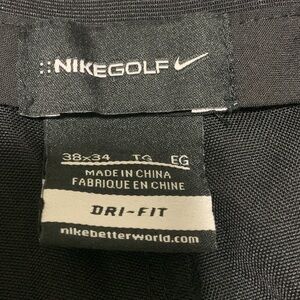 NIKEGOLF
38x34 TG EG
MADE IN CHINA
FABRIQUE EN CHINE
DRI-FIT
nikebetterworld.com